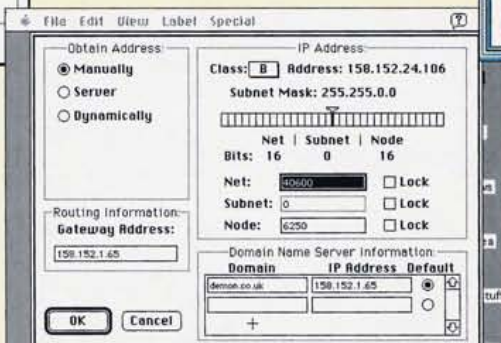 File Edit View Label Special
Obtain Address:
Manually
Server
Dynamically
Routing Information:
Gateway Address:
158.152.1.65
OK
Cancel
IP Address:
Class: B Address: 158.152.24.106
Subnet Mask: 255.255.0.0
Net | Subnet | Node
Bits: 16 0 16
Net: 40600 Lock
Subnet: 0 Lock
Node: 6250 Lock
Domain Name Server Information:
Domain IP Address Default
demon.co.uk 158.152.1.65